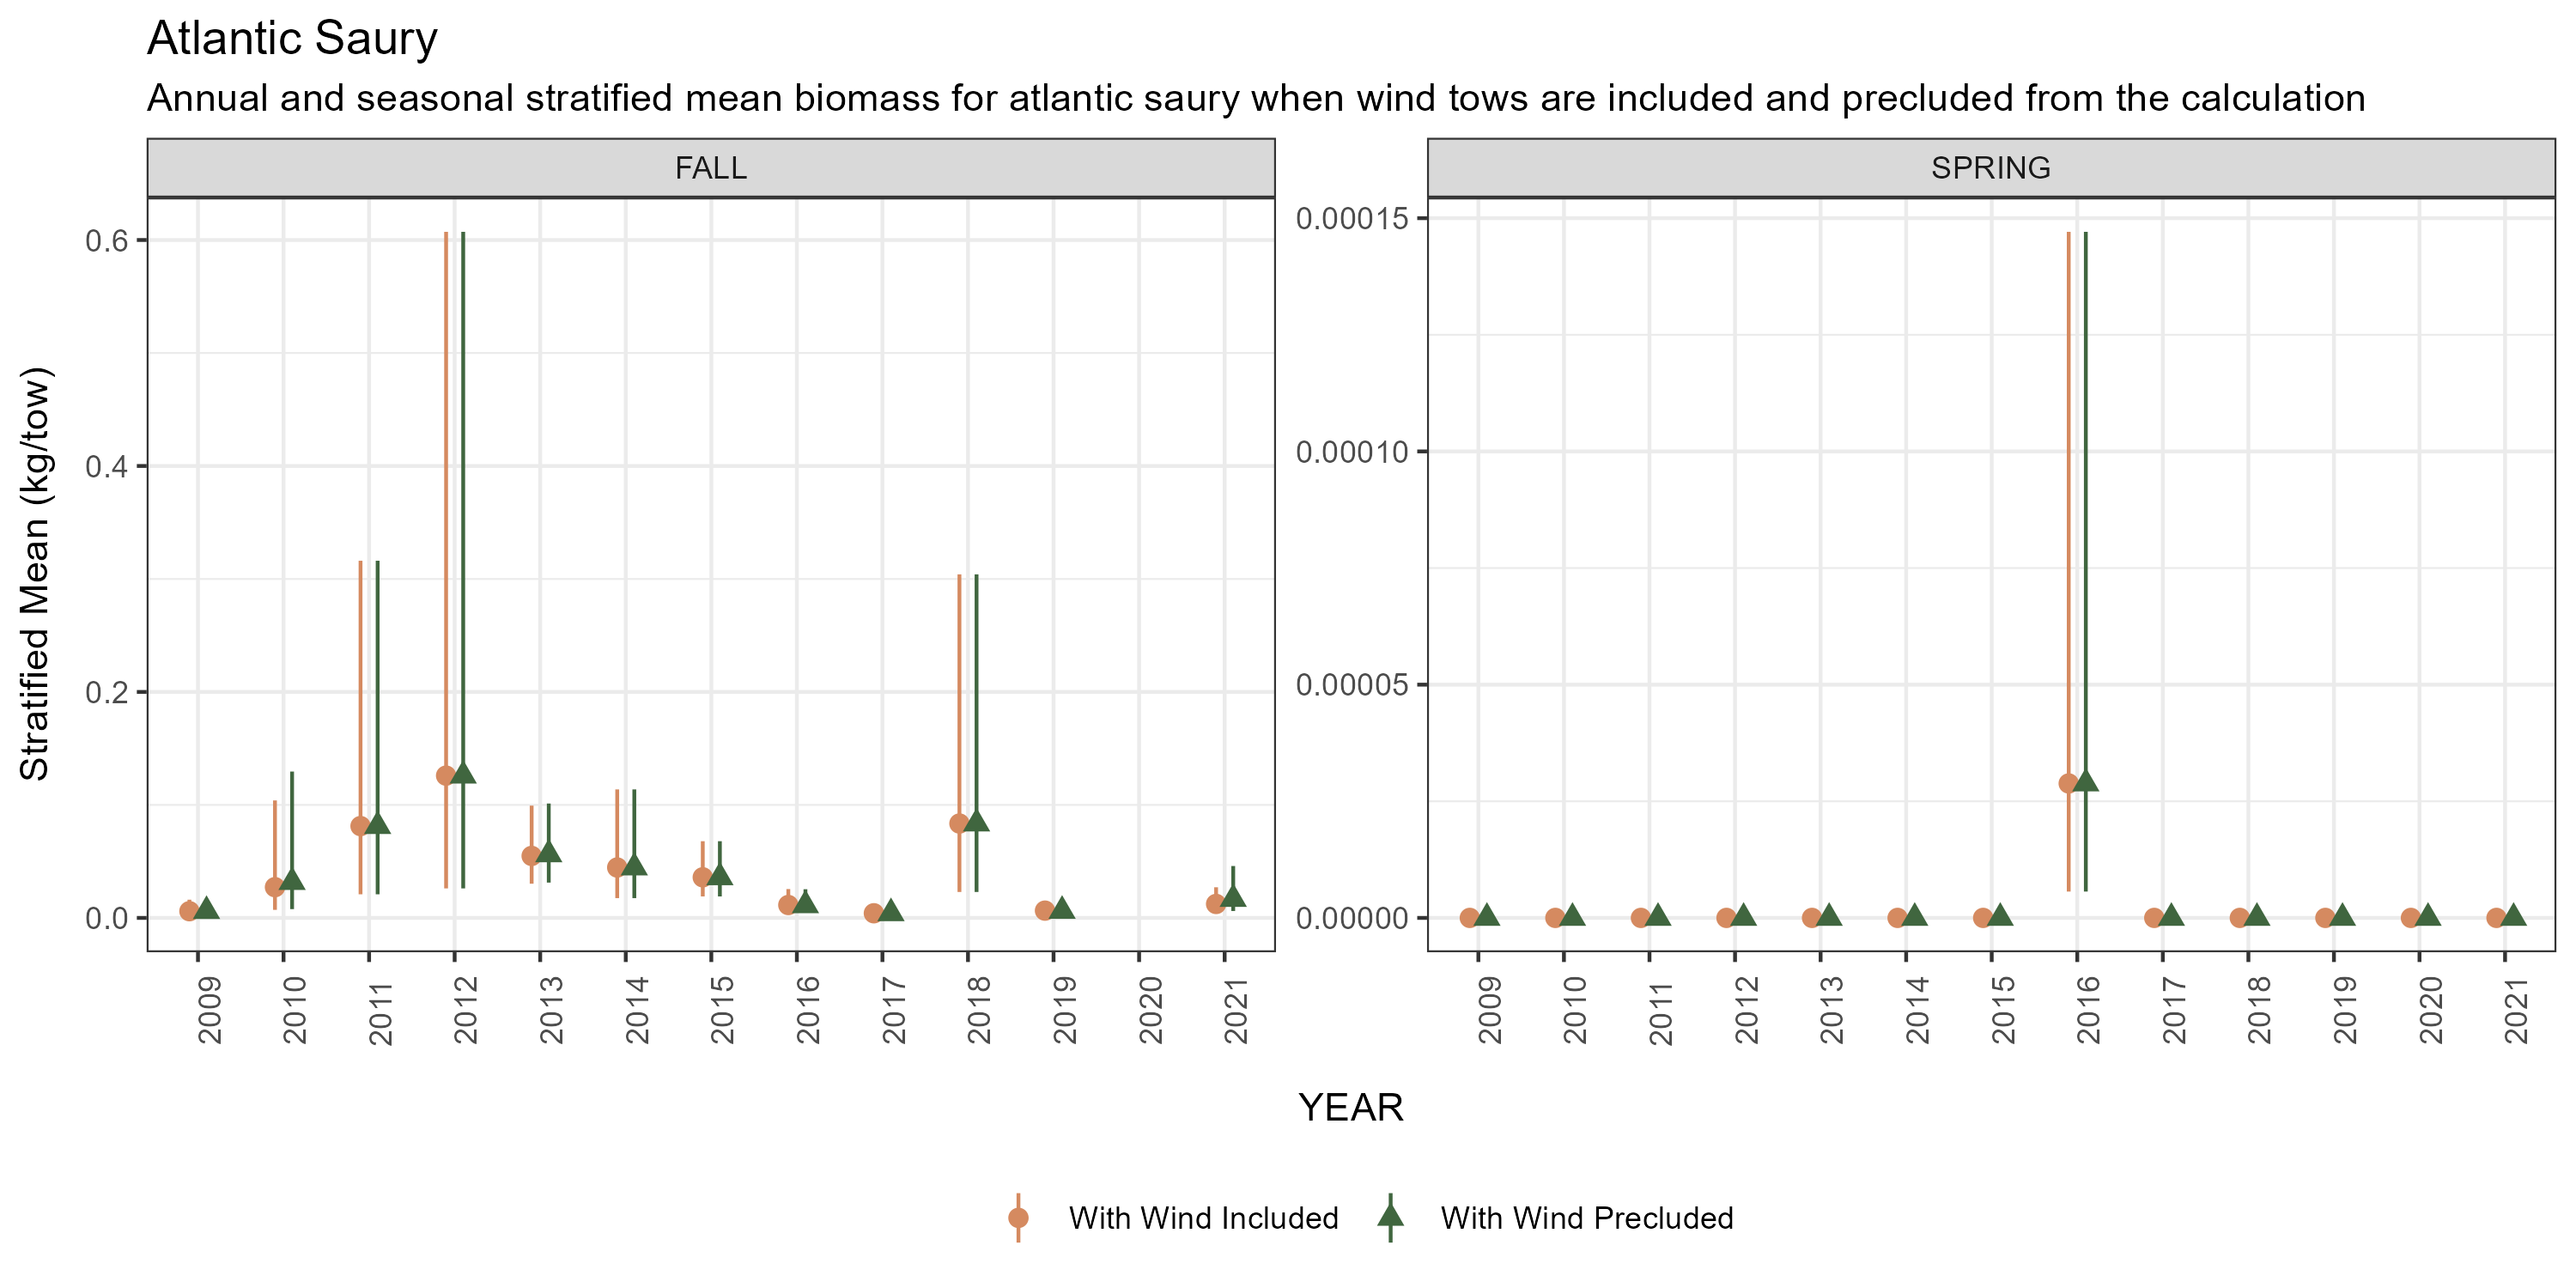 Atlantic Saury
Annual and seasonal stratified mean biomass for atlantic saury when wind tows are included and precluded from the calculation
FALL
SPRING
Stratified Mean (kg/tow)
0.6
0.4
0.2
0.0
0.00015
0.00010
0.00005
0.00000
2009 2010 2011 2012 2013 2014 2015 2016 2017 2018 2019 2020 2021
2009 2010 2011 2012 2013 2014 2015 2016 2017 2018 2019 2020 2021
YEAR
With Wind Included
With Wind Precluded